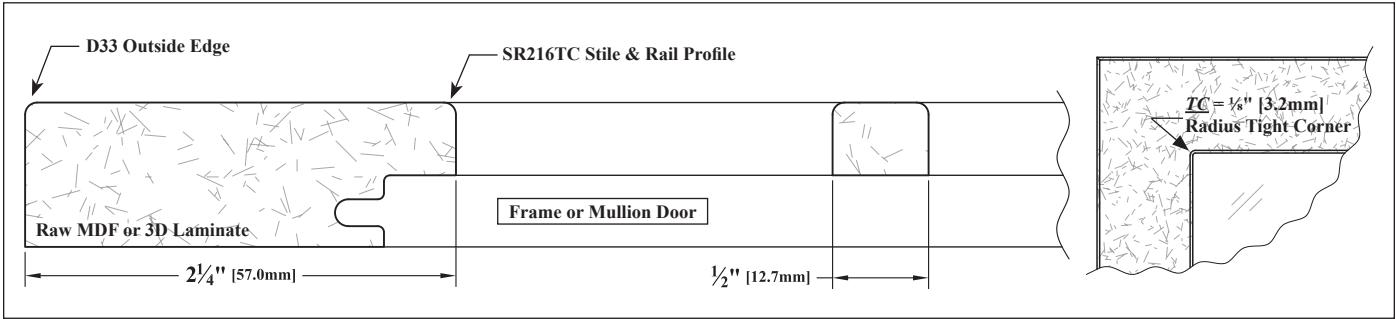 D33 Outside Edge
SR216TC Stile & Rail Profile
TC = ⅛" [3.2mm]
Radius Tight Corner
Raw MDF or 3D Laminate
Frame or Mullion Door
2¼" [57.0mm]
½" [12.7mm]